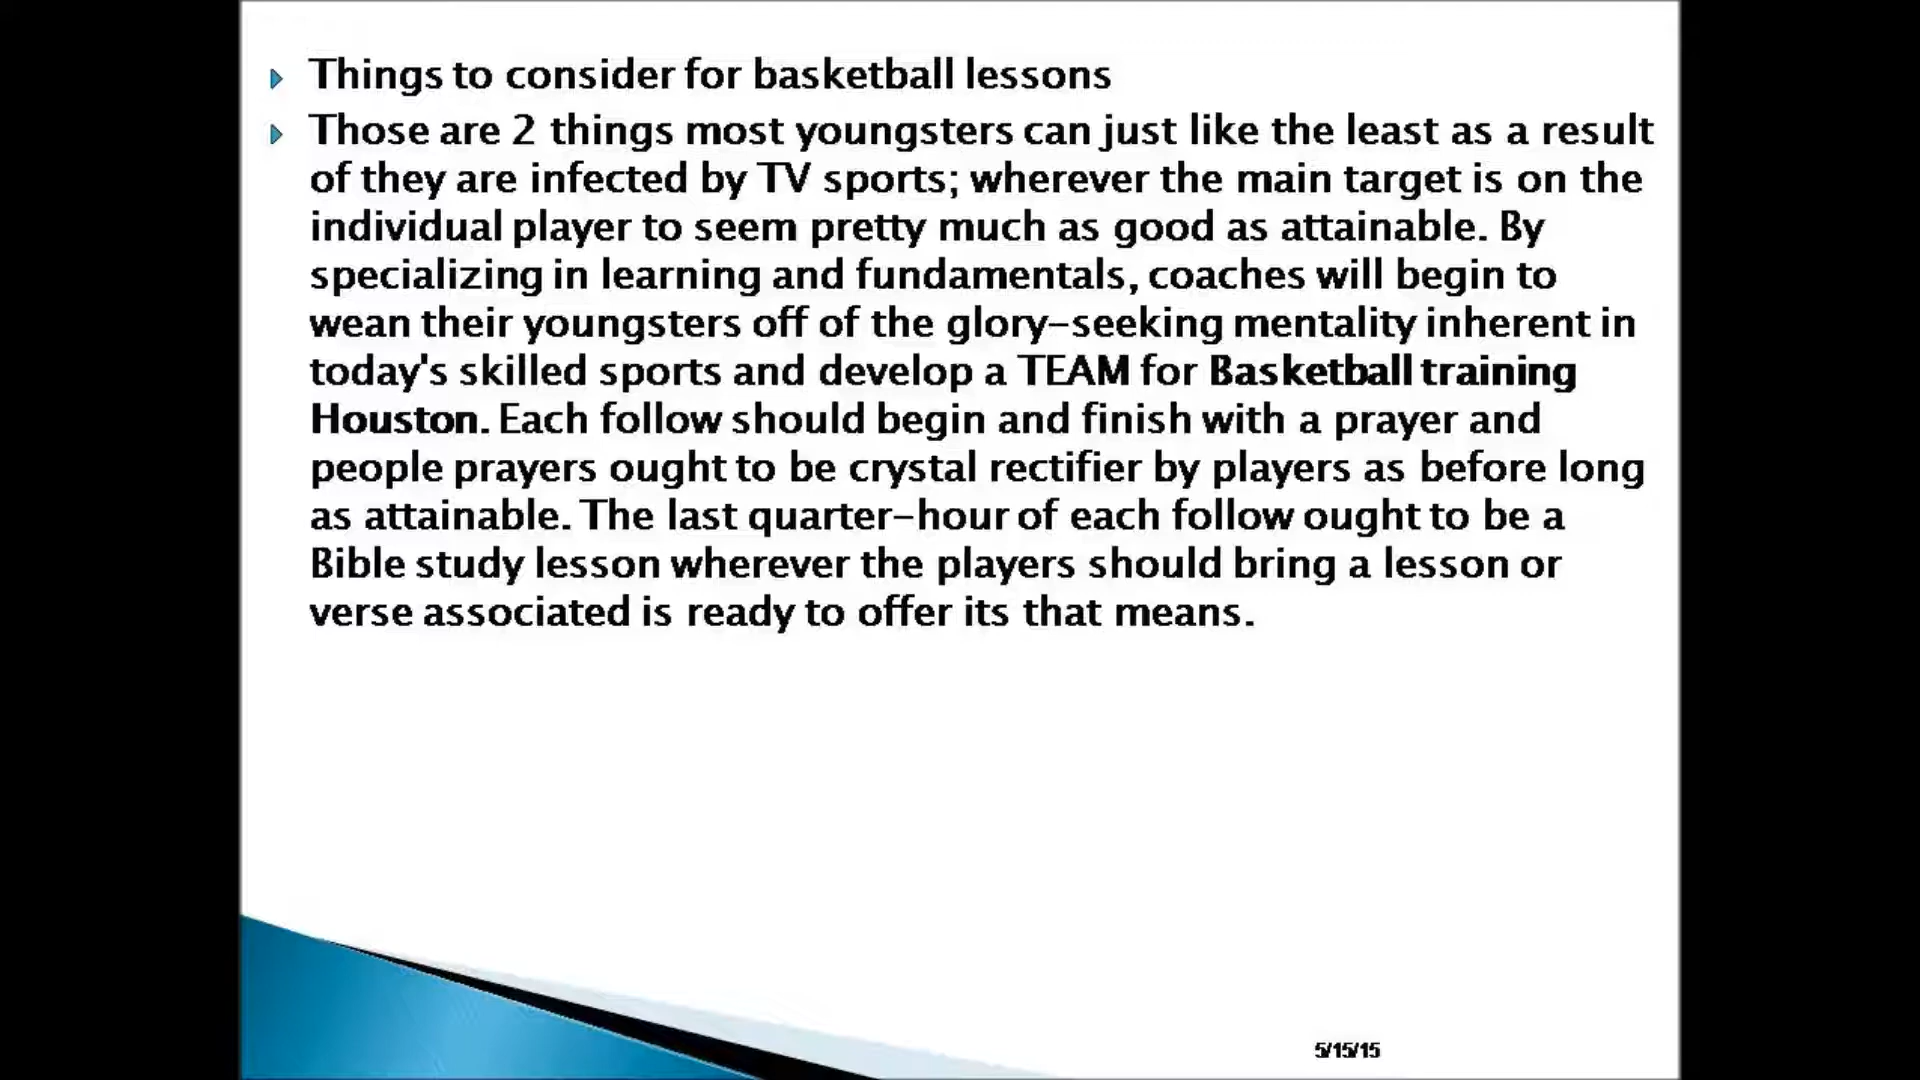 Things to consider for basketball lessons
Those are 2 things most youngsters can just like the least as a result
of they are infected by TV sports; wherever the main target is on the
individual player to seem pretty much as good as attainable. By
specializing in learning and fundamentals, coaches will begin to
wean their youngsters off of the glory-seeking mentality inherent in
today's skilled sports and develop a TEAM for Basketball training
Houston. Each follow should begin and finish with a prayer and
people prayers ought to be crystal rectifier by players as before long
as attainable. The last quarter-hour of each follow ought to be a
Bible study lesson wherever the players should bring a lesson or
verse associated is ready to offer its that means.
5/15/15